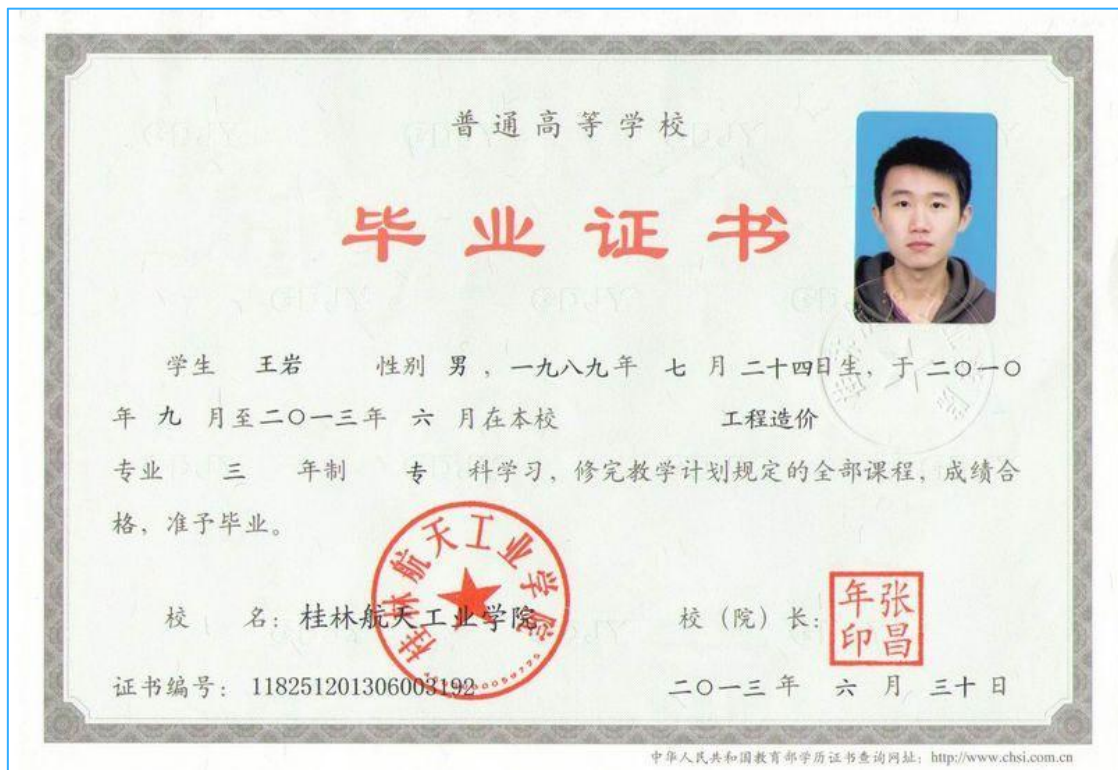 普通高等学校
毕业证书
学生 王岩 性别 男，一九八九年 七 月 二十四日生，于 二〇一〇
年 九 月至二〇一三年 六 月在本校 工程造价
专业 三 年制 专 科学习，修完教学计划规定的全部课程，成绩合
格，准予毕业。
桂林航天工业学院
校 名：桂林航天工业学院 校（院）长：
张昌年印
证书编号：118251201306003192 二〇一三年 六 月 三十日
中华人民共和国教育部学历证书查询网址：http://www.chsi.com.cn